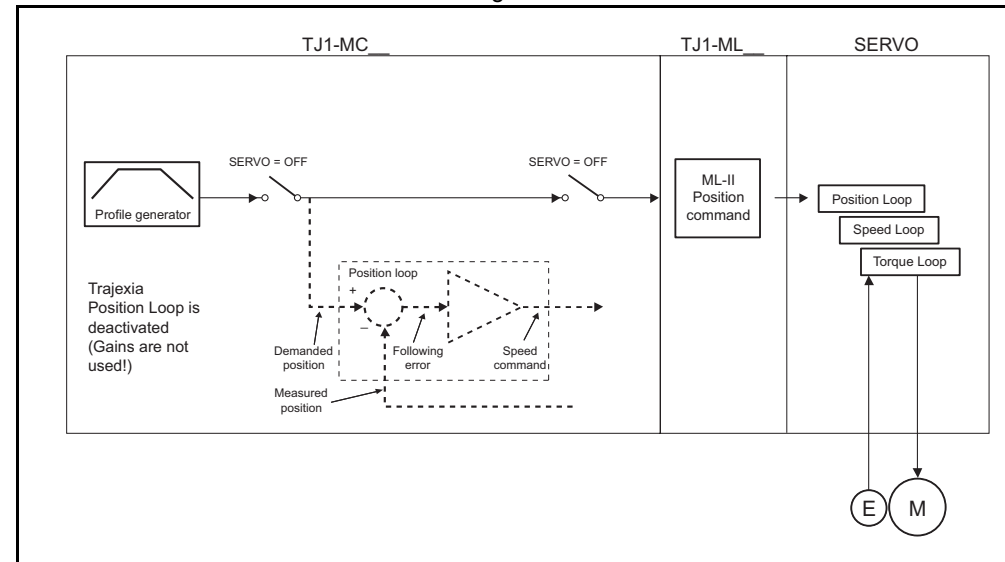 TJ1-MC__
TJ1-ML__
SERVO
SERVO = OFF
SERVO = OFF
Profile generator
ML-II
Position
command
Position Loop
Speed Loop
Torque Loop
Trajexia
Position Loop is
deactivated
(Gains are not
used!)
Position loop
+
_
Demanded
position
Following
error
Speed
command
Measured
position
E
M